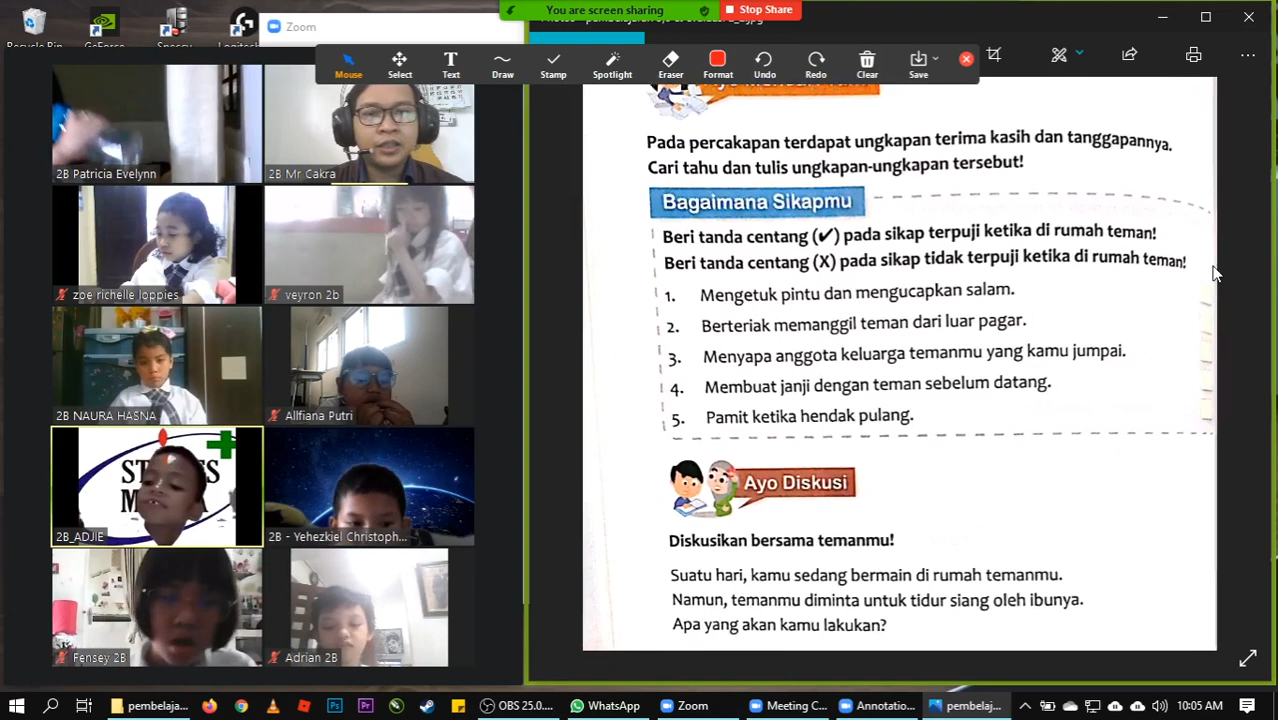 You are screen sharing
Stop Share
Recycle Bin
GeForce
Speccy
Logitech
Zoom
Mouse
Select
Text
Draw
Stamp
Spotlight
Eraser
Format
Undo
Redo
Clear
Save
2B Patricia Evelynn
2B Mr Cakra
zoe richelle loppies
veyron 2b
2B NAURA HASNA
Allfiana Putri
2B_ADJIE
2B - Yehezkiel Christoph...
Fensey 2B
Adrian 2B
Pada percakapan terdapat ungkapan terima kasih dan tanggapannya.
Cari tahu dan tulis ungkapan-ungkapan tersebut!
Bagaimana Sikapmu
Beri tanda centang (✔) pada sikap terpuji ketika di rumah teman!
Beri tanda centang (X) pada sikap tidak terpuji ketika di rumah teman!
1. Mengetuk pintu dan mengucapkan salam.
2. Berteriak memanggil teman dari luar pagar.
3. Menyapa anggota keluarga temanmu yang kamu jumpai.
4. Membuat janji dengan teman sebelum datang.
5. Pamit ketika hendak pulang.
Ayo Diskusi
Diskusikan bersama temanmu!
Suatu hari, kamu sedang bermain di rumah temanmu.
Namun, temanmu diminta untuk tidur siang oleh ibunya.
Apa yang akan kamu lakukan?
pembelaja...
OBS 25.0....
WhatsApp
Zoom
Meeting C...
Annotatio...
pembelaj...
10:05 AM